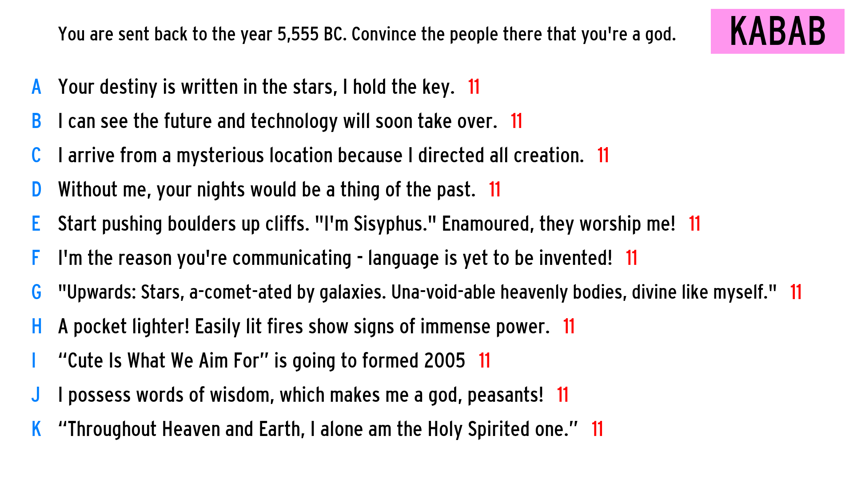 You are sent back to the year 5,555 BC. Convince the people there that you're a god.
KABAB
A Your destiny is written in the stars, I hold the key. 11
B I can see the future and technology will soon take over. 11
C I arrive from a mysterious location because I directed all creation. 11
D Without me, your nights would be a thing of the past. 11
E Start pushing boulders up cliffs. "I'm Sisyphus." Enamoured, they worship me! 11
F I'm the reason you're communicating - language is yet to be invented! 11
G "Upwards: Stars, a-comet-ated by galaxies. Una-void-able heavenly bodies, divine like myself." 11
H A pocket lighter! Easily lit fires show signs of immense power. 11
I “Cute Is What We Aim For” is going to formed 2005 11
J I possess words of wisdom, which makes me a god, peasants! 11
K “Throughout Heaven and Earth, I alone am the Holy Spirited one.” 11